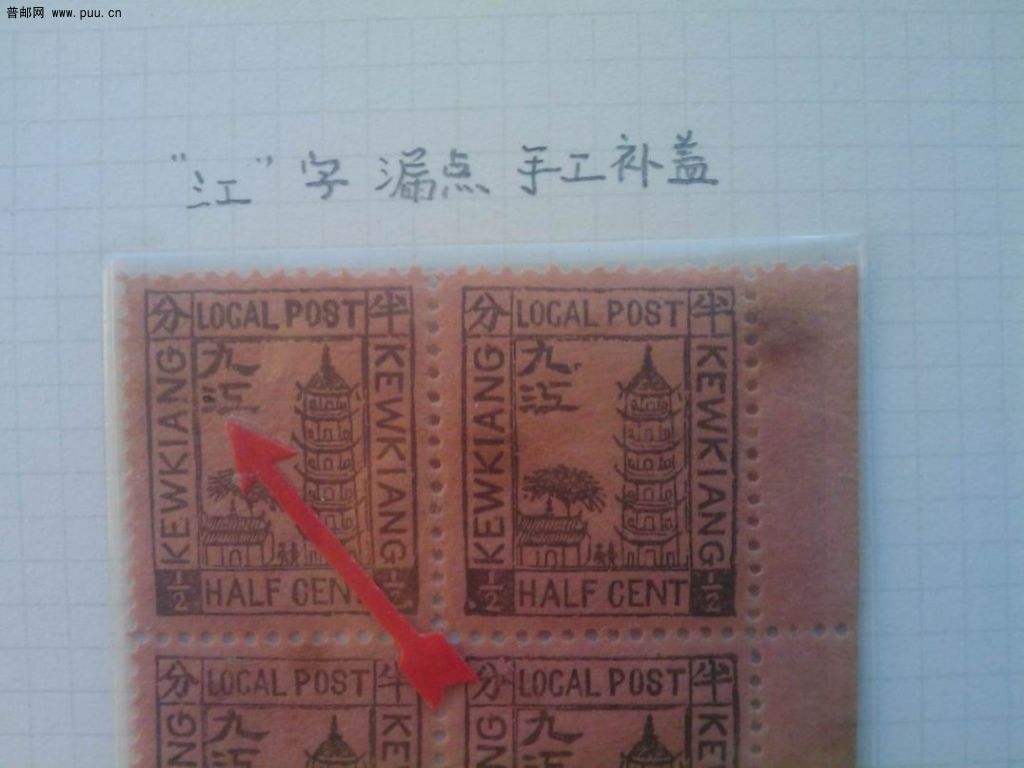 普邮网 www.puu.cn
“江”字 漏点 手工补盖
分 LOCAL POST 半 分 LOCAL POST 半
九 九
江 江
KEWKIANG KEWKIANG KEWKIANG KEWKIANG
1/2 HALF CEN 1/2 1/2 HALF CENT 1/2
分 LOCAL POST 半 分 LOCAL POST 半
九 九
江 江